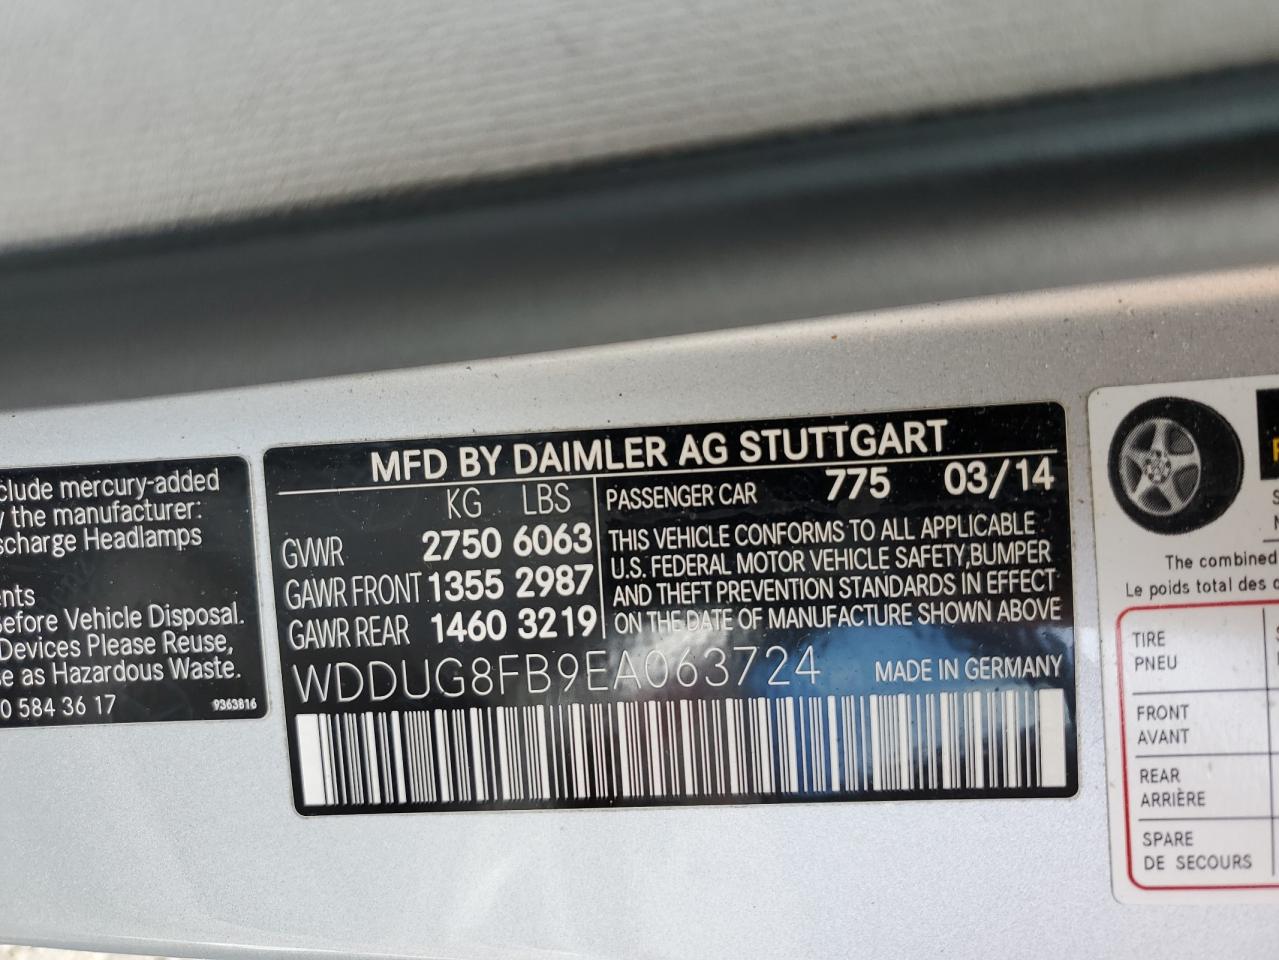 clude mercury-added
y the manufacturer:
scharge Headlamps
ents
Before Vehicle Disposal.
Devices Please Reuse,
se as Hazardous Waste.
0 584 36 17
9363816
MFD BY DAIMLER AG STUTTGART
KG LBS
GVWR 2750 6063
GAWR FRONT 1355 2987
GAWR REAR 1460 3219
PASSENGER CAR 775 03/14
THIS VEHICLE CONFORMS TO ALL APPLICABLE
U.S. FEDERAL MOTOR VEHICLE SAFETY,BUMPER
AND THEFT PREVENTION STANDARDS IN EFFECT
ON THE DATE OF MANUFACTURE SHOWN ABOVE
WDDUG8FB9EA063724 MADE IN GERMANY
The combined
Le poids total des
TIRE
PNEU
FRONT
AVANT
REAR
ARRIÈRE
SPARE
DE SECOURS